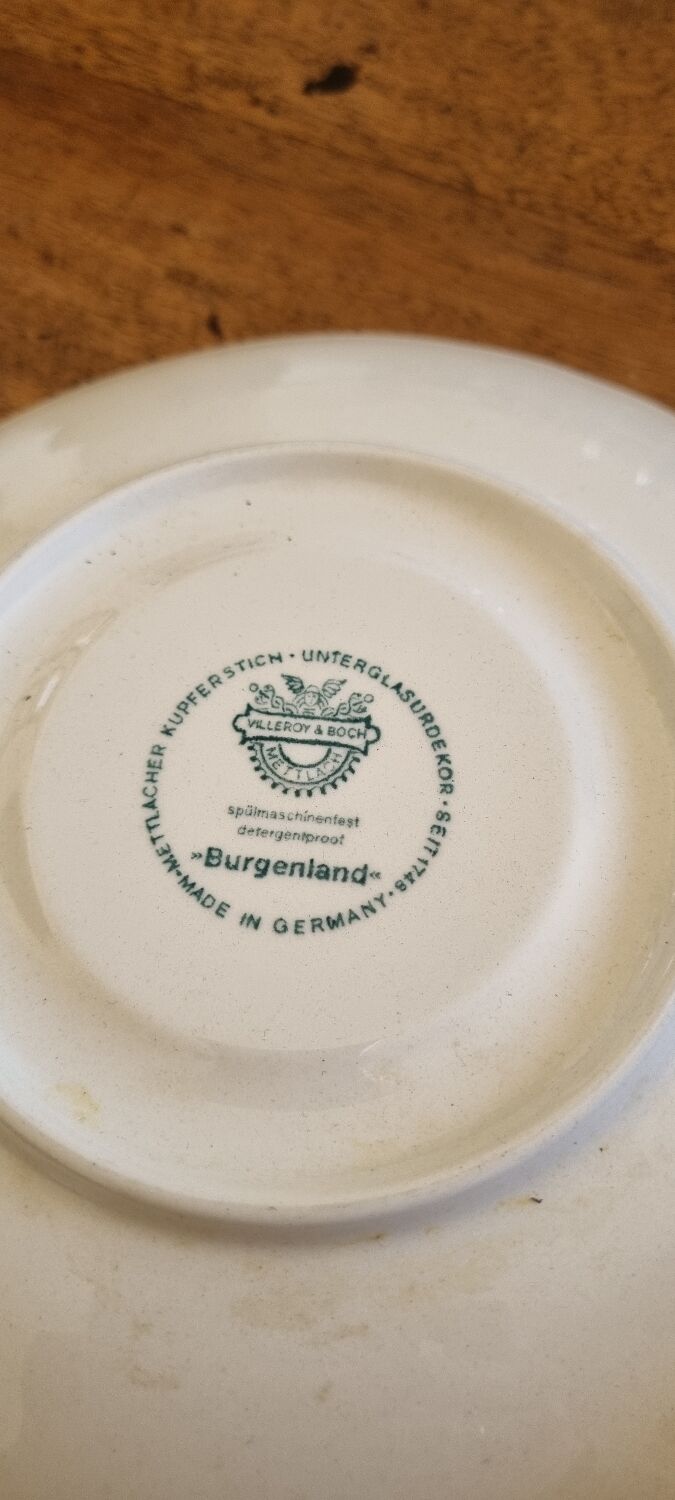 METTLACHER KUPFERSTICH · UNTERGLASURDEKOR · SEIT 1748 · MADE IN GERMANY ·
VILLEROY & BOCH
METTLACH
spülmaschinenfest
detergentproof
»Burgenland«